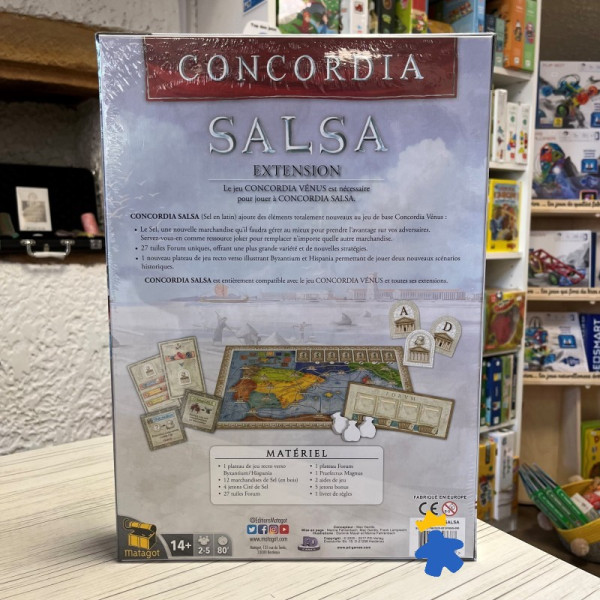 CONCORDIA
SALSA
EXTENSION
Le jeu CONCORDIA VÉNUS est nécessaire
pour jouer à CONCORDIA SALSA.
CONCORDIA SALSA (Sel en latin) ajoute des éléments totalement nouveaux au jeu de base Concordia Vénus :
• Le Sel, une nouvelle marchandise qu'il faudra gérer au mieux pour prendre l'avantage sur vos adversaires.
Servez-vous-en comme ressource joker pour remplacer n'importe quelle autre marchandise.
• 27 tuiles Forum uniques, offrant une plus grande variété et de nouvelles stratégies.
• 1 nouveau plateau de jeu recto verso illustrant Byzantium et Hispania permettant de jouer deux nouveaux scénarios
historiques.
CONCORDIA SALSA est entièrement compatible avec le jeu CONCORDIA VÉNUS et toutes ses extensions.
A
D
FORUM
MATÉRIEL
• 1 plateau de jeu recto verso
Byzantium/Hispania
• 12 marchandises de Sel (en bois)
• 4 jetons Cité de Sel
• 27 tuiles Forum
• 1 plateau Forum
• 1 Praefectus Magnus
• 2 aides de jeu
• 5 jetons bonus
• 1 livret de règles
FABRIQUÉ EN EUROPE
SALSA
matagot
14+
2-5
80'
@EditionsMatagot
www.matagot.com